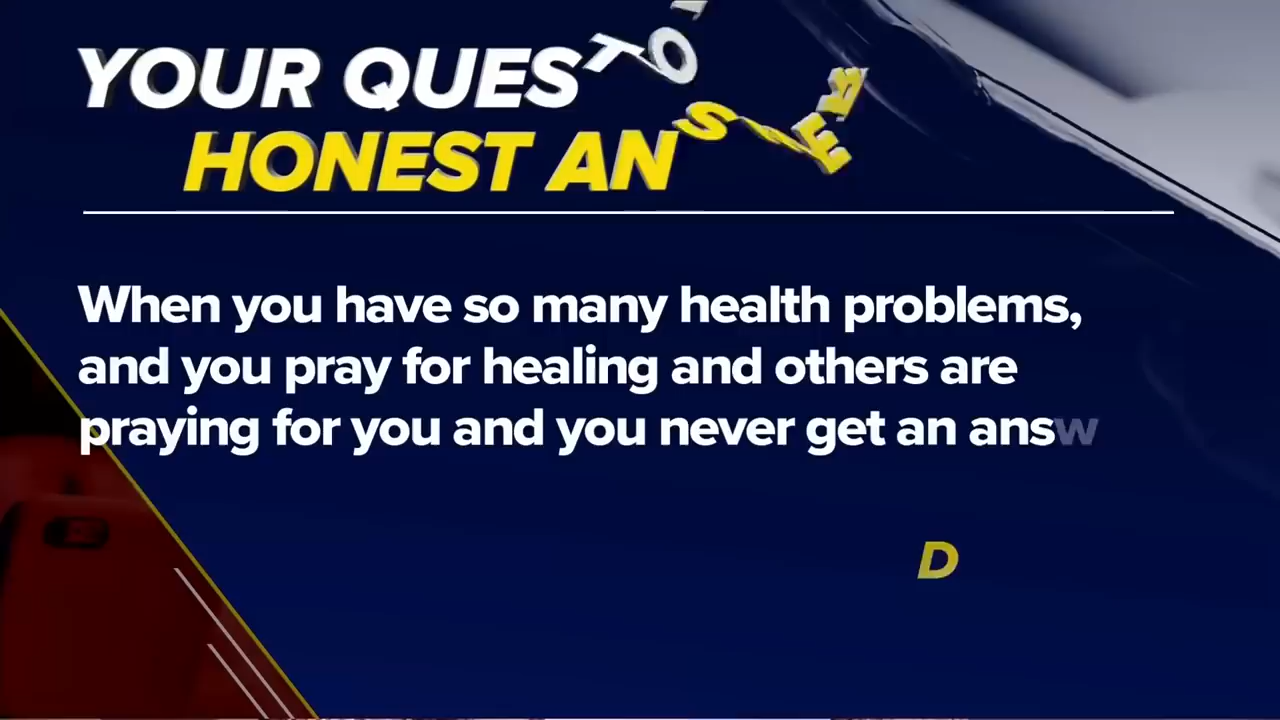 YOUR QUES
HONEST AN
When you have so many health problems,
and you pray for healing and others are
praying for you and you never get an answ
D